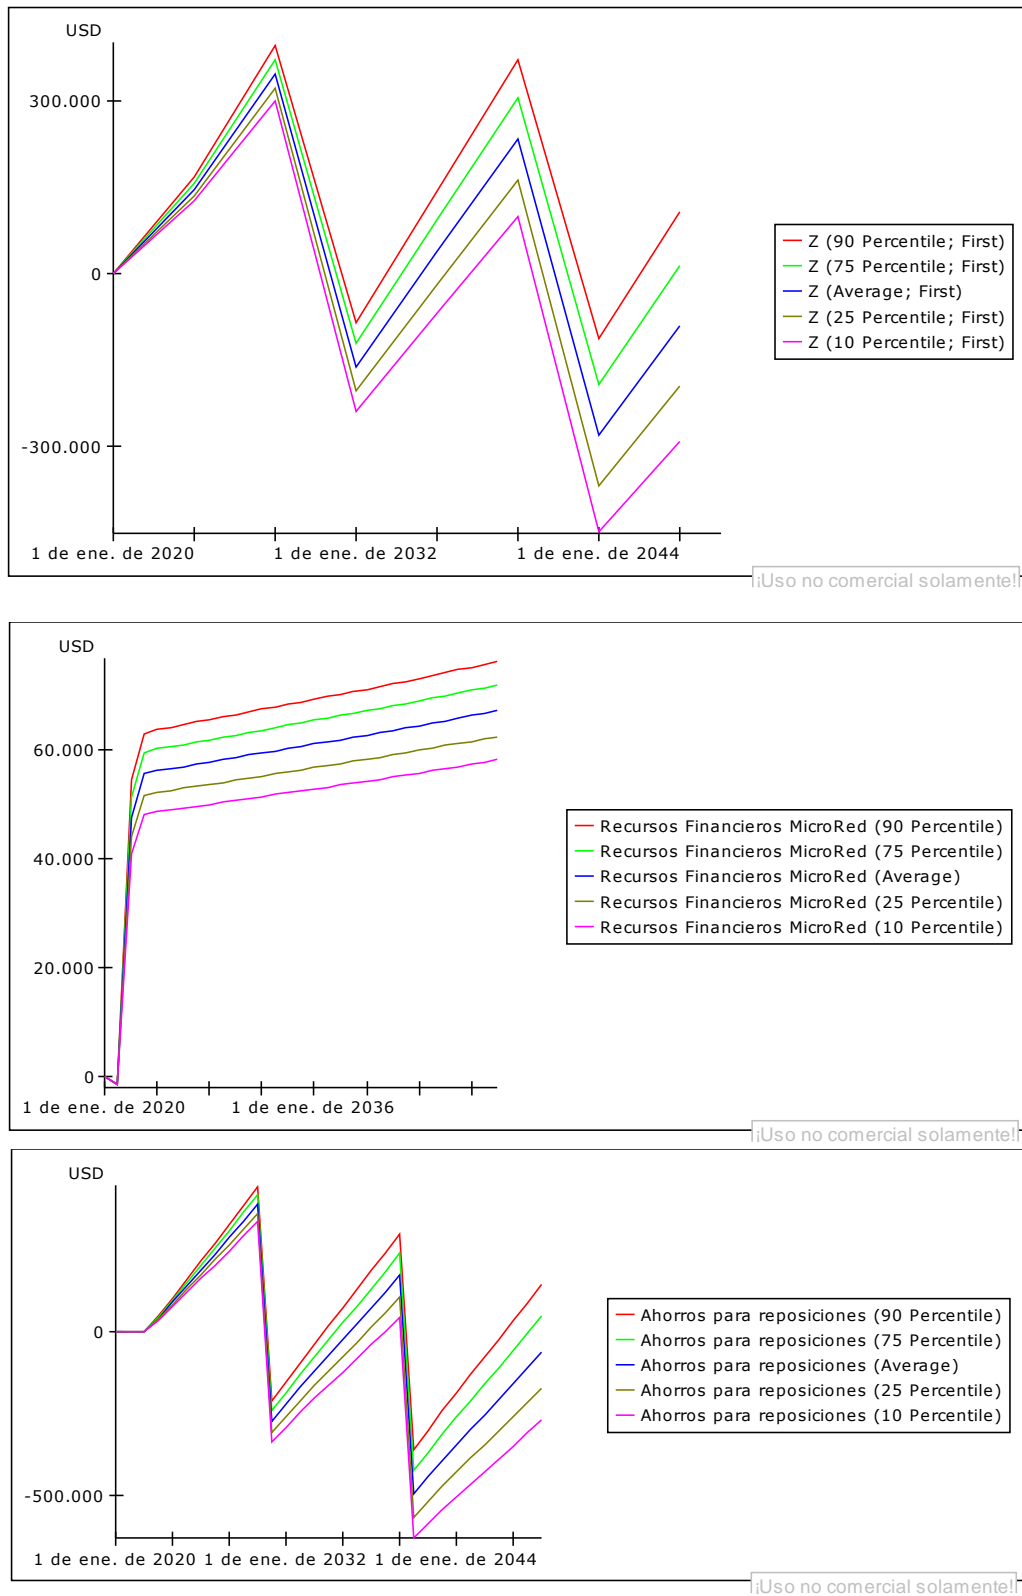 USD
300.000
0
-300.000
1 de ene. de 2020
1 de ene. de 2032
1 de ene. de 2044
Z (90 Percentile; First)
Z (75 Percentile; First)
Z (Average; First)
Z (25 Percentile; First)
Z (10 Percentile; First)
¡Uso no comercial solamente!
USD
60.000
40.000
20.000
0
1 de ene. de 2020
1 de ene. de 2036
Recursos Financieros MicroRed (90 Percentile)
Recursos Financieros MicroRed (75 Percentile)
Recursos Financieros MicroRed (Average)
Recursos Financieros MicroRed (25 Percentile)
Recursos Financieros MicroRed (10 Percentile)
¡Uso no comercial solamente!
USD
0
-500.000
1 de ene. de 2020
1 de ene. de 2032
1 de ene. de 2044
Ahorros para reposiciones (90 Percentile)
Ahorros para reposiciones (75 Percentile)
Ahorros para reposiciones (Average)
Ahorros para reposiciones (25 Percentile)
Ahorros para reposiciones (10 Percentile)
¡Uso no comercial solamente!